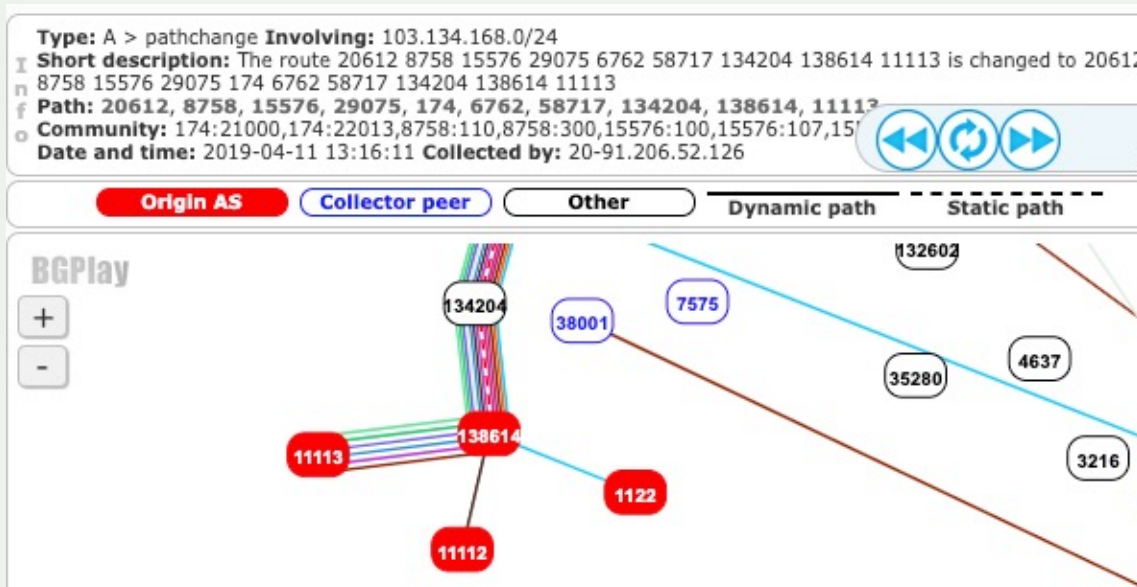 Type: A > pathchange Involving: 103.134.168.0/24
Short description: The route 20612 8758 15576 29075 6762 58717 134204 138614 11113 is changed to 20612
8758 15576 29075 174 6762 58717 134204 138614 11113
Path: 20612, 8758, 15576, 29075, 174, 6762, 58717, 134204, 138614, 11113
Community: 174:21000,174:22013,8758:110,8758:300,15576:100,15576:107,15
Date and time: 2019-04-11 13:16:11 Collected by: 20-91.206.52.126
Info
Origin AS
Collector peer
Other
Dynamic path
Static path
BGPlay
+
-
132602
134204
38001
7575
35280
4637
138614
11113
3216
1122
11112